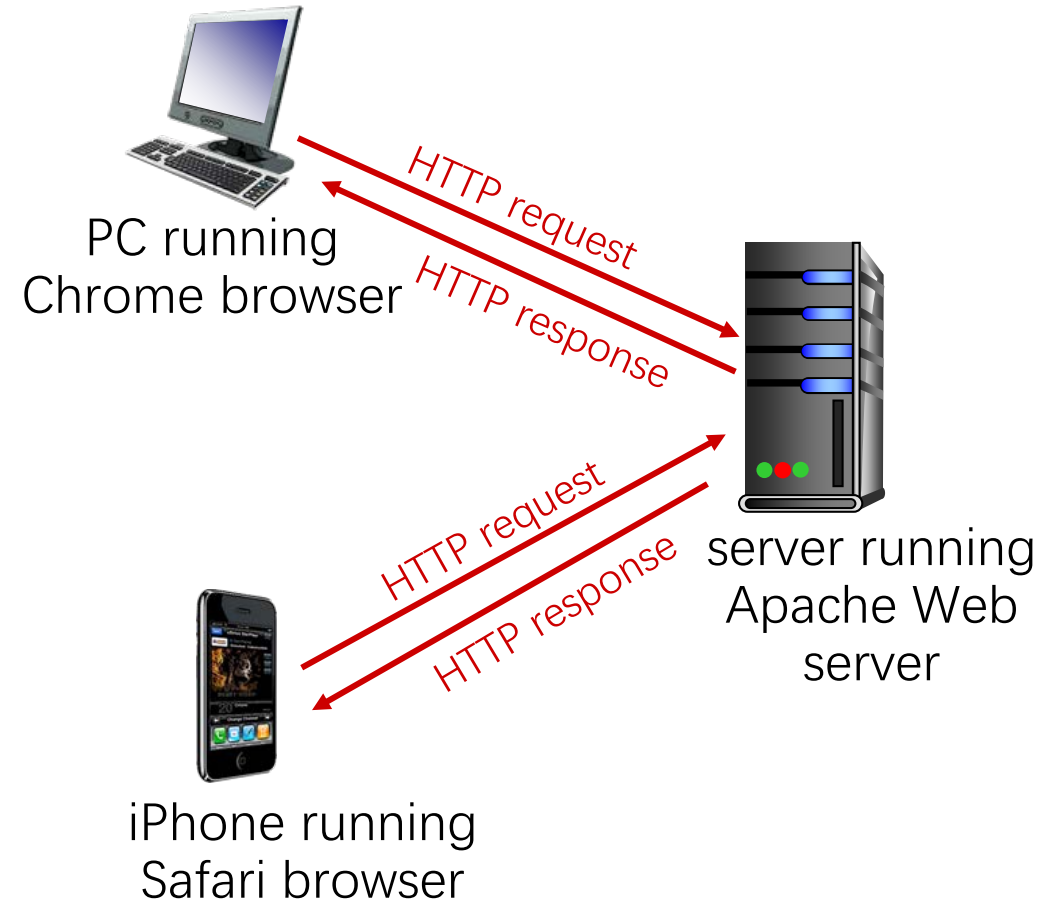 HTTP request
HTTP response
PC running
Chrome browser
HTTP request
HTTP response
server running
Apache Web
server
iPhone running
Safari browser